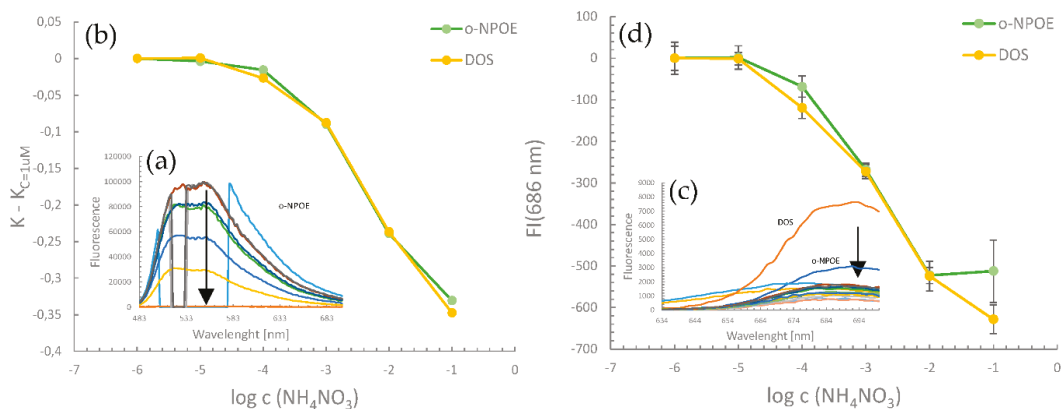 (b)
o-NPOE
DOS
K - K_C=1uM
0,05
0
-0,05
-0,1
-0,15
-0,2
-0,25
-0,3
-0,35
-0,4
-7 -6 -5 -4 -3 -2 -1 0
log c (NH₄NO₃)
(a)
o-NPOE
Fluorescence
120000
100000
80000
60000
40000
20000
0
483 533 583 633 683
Wavelenght [nm]
(d)
o-NPOE
DOS
FI(686 nm)
100
0
-100
-200
-300
-400
-500
-600
-700
-7 -6 -5 -4 -3 -2 -1 0
log c (NH₄NO₃)
(c)
DOS
o-NPOE
Fluorescence
9000
8000
7000
6000
5000
4000
3000
2000
1000
0
634 644 654 664 674 684 694
Wavelenght [nm]